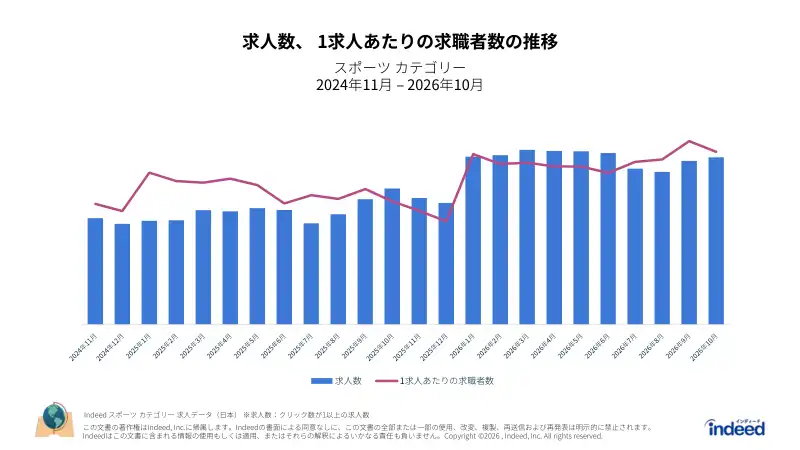 求人数、 1求人あたりの求職者数の推移
スポーツ カテゴリー
2024年11月 – 2026年10月
2024年11月
2024年12月
2025年1月
2025年2月
2025年3月
2025年4月
2025年5月
2025年6月
2025年7月
2025年8月
2025年9月
2025年10月
2025年11月
2025年12月
2026年1月
2026年2月
2026年3月
2026年4月
2026年5月
2026年6月
2026年7月
2026年8月
2026年9月
2026年10月
求人数
1求人あたりの求職者数
Indeed スポーツ カテゴリー 求人データ（日本） ※求人数：クリック数が1以上の求人数
この文書の著作権はIndeed, Inc.に帰属します。Indeedの書面による同意なしに、この文書の全部または一部の使用、改変、複製、再送信および再発表は明示的に禁止されます。
Indeedはこの文書に含まれる情報の使用もしくは適用、またはそれらの解釈によるいかなる責任も負いません。Copyright ©2026 , Indeed, Inc. All rights reserved.
インディード
indeed